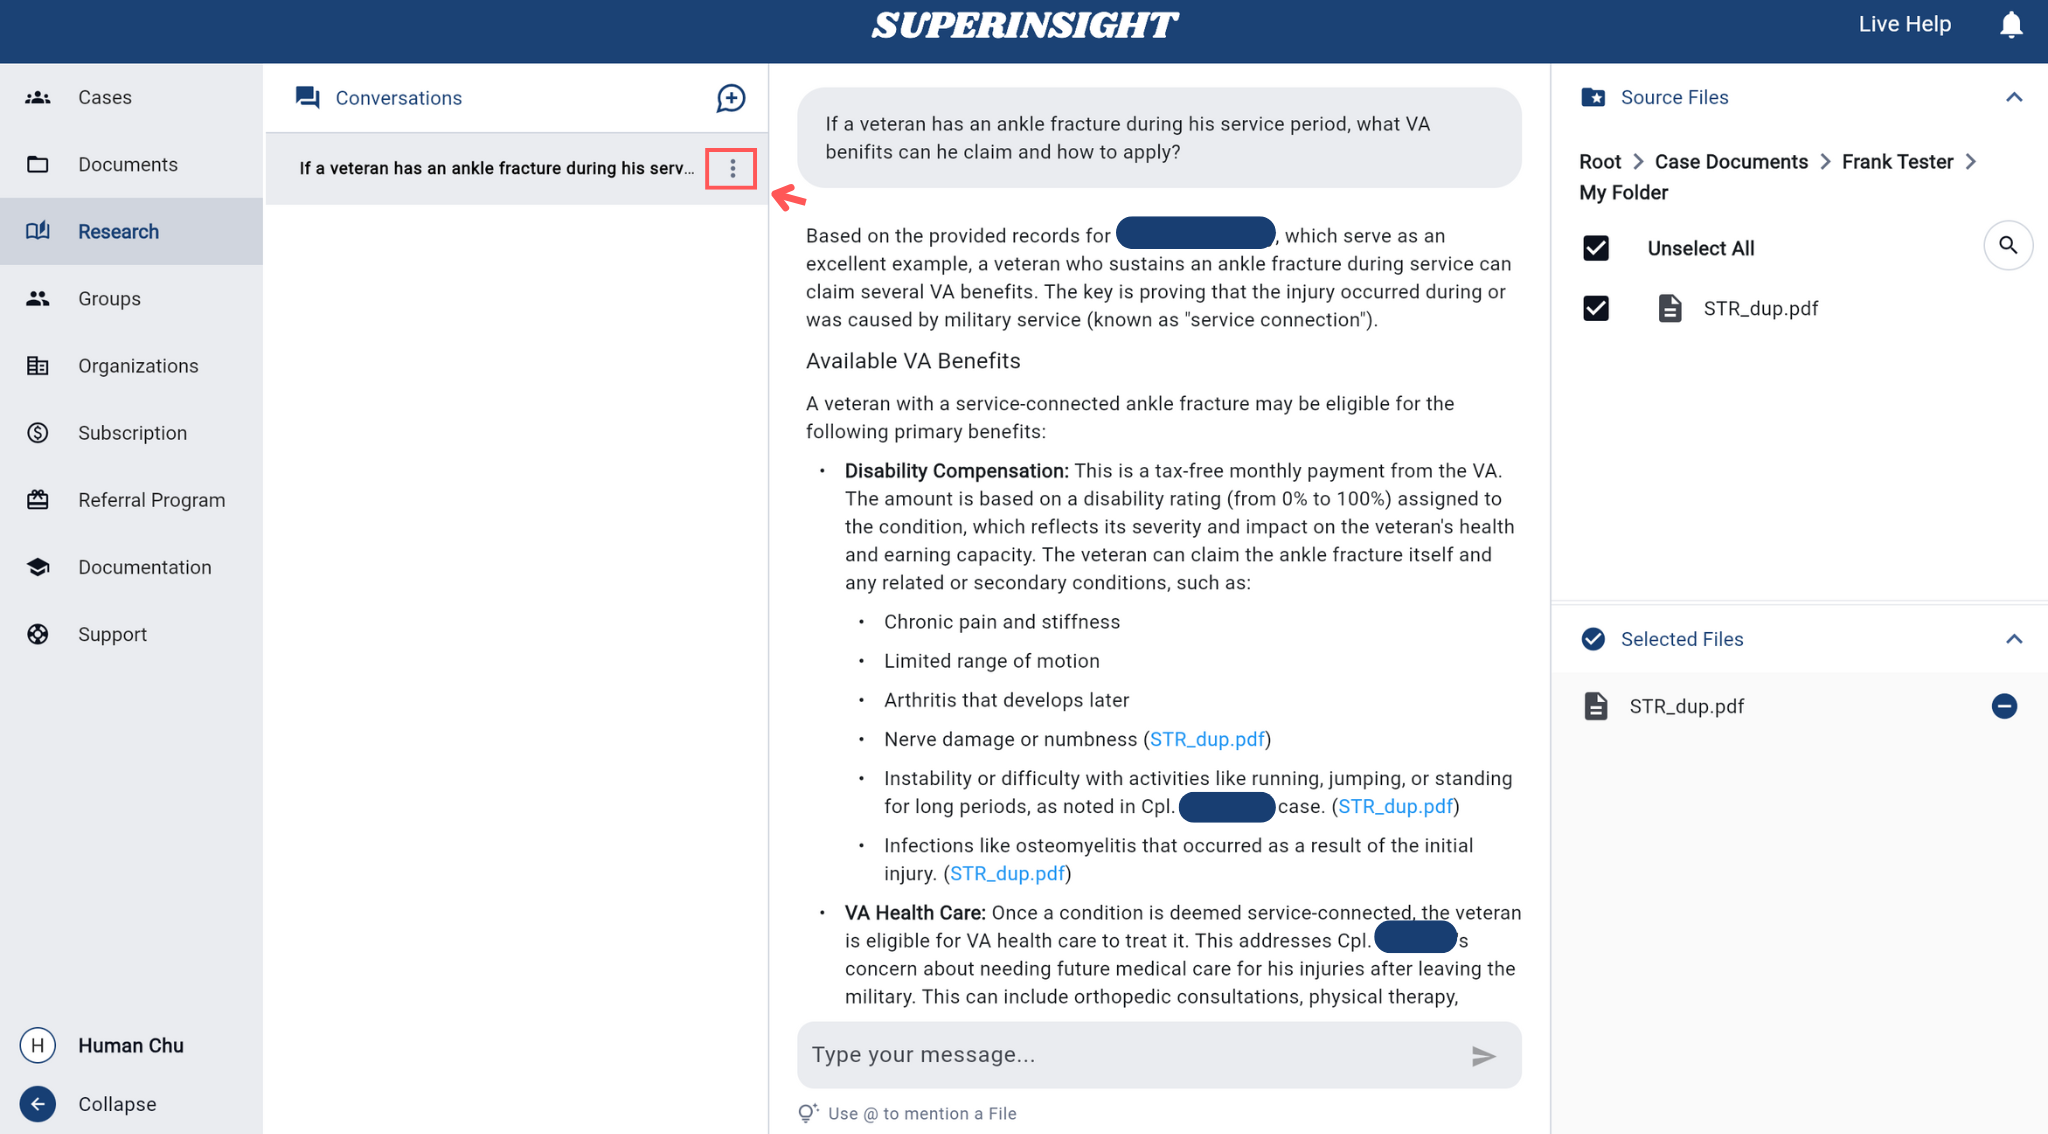 SUPERINSIGHT
Live Help
Cases
Documents
Research
Groups
Organizations
Subscription
Referral Program
Documentation
Support
H
Human Chu
Collapse
Conversations
If a veteran has an ankle fracture during his serv...
If a veteran has an ankle fracture during his service period, what VA
benifits can he claim and how to apply?
Based on the provided records for , which serve as an
excellent example, a veteran who sustains an ankle fracture during service can
claim several VA benefits. The key is proving that the injury occurred during or
was caused by military service (known as "service connection").
Available VA Benefits
A veteran with a service-connected ankle fracture may be eligible for the
following primary benefits:
• Disability Compensation: This is a tax-free monthly payment from the VA.
The amount is based on a disability rating (from 0% to 100%) assigned to
the condition, which reflects its severity and impact on the veteran's health
and earning capacity. The veteran can claim the ankle fracture itself and
any related or secondary conditions, such as:
• Chronic pain and stiffness
• Limited range of motion
• Arthritis that develops later
• Nerve damage or numbness (STR_dup.pdf)
• Instability or difficulty with activities like running, jumping, or standing
for long periods, as noted in Cpl. case. (STR_dup.pdf)
• Infections like osteomyelitis that occurred as a result of the initial
injury. (STR_dup.pdf)
• VA Health Care: Once a condition is deemed service-connected, the veteran
is eligible for VA health care to treat it. This addresses Cpl. 's
concern about needing future medical care for his injuries after leaving the
military. This can include orthopedic consultations, physical therapy,
Type your message...
Use @ to mention a File
Source Files
Root > Case Documents > Frank Tester >
My Folder
Unselect All
STR_dup.pdf
Selected Files
STR_dup.pdf